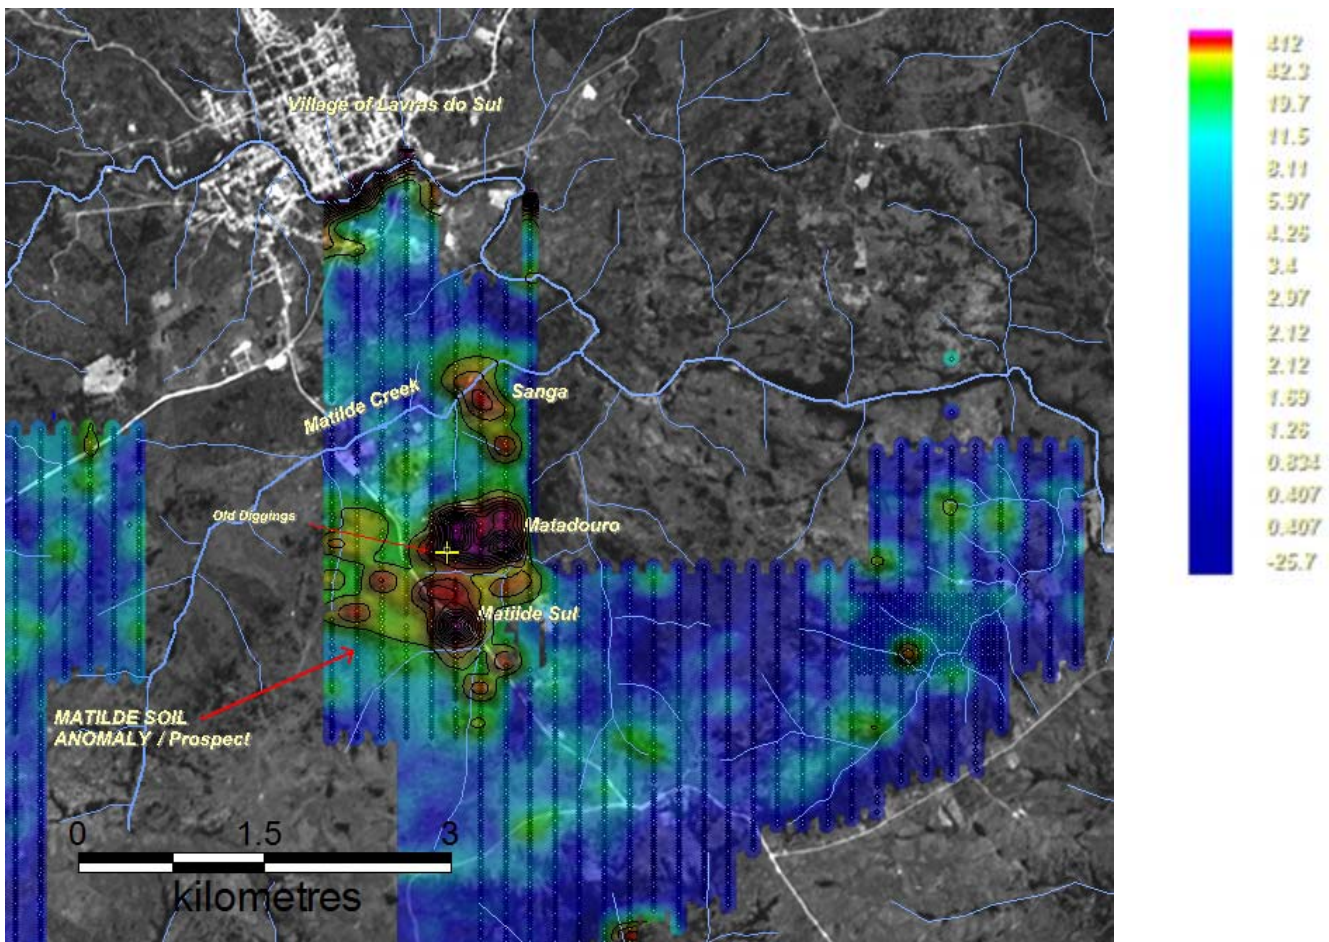 Village of Lavras do Sul
Matilde Creek
Sanga
Old Diggings
Matadouro
Matilde Sul
MATILDE SOIL
ANOMALY / Prospect
0 1.5 3
kilometres
412
42.3
19.7
11.5
8.11
5.97
4.26
3.4
2.97
2.12
2.12
1.69
1.26
0.834
0.407
0.407
-25.7